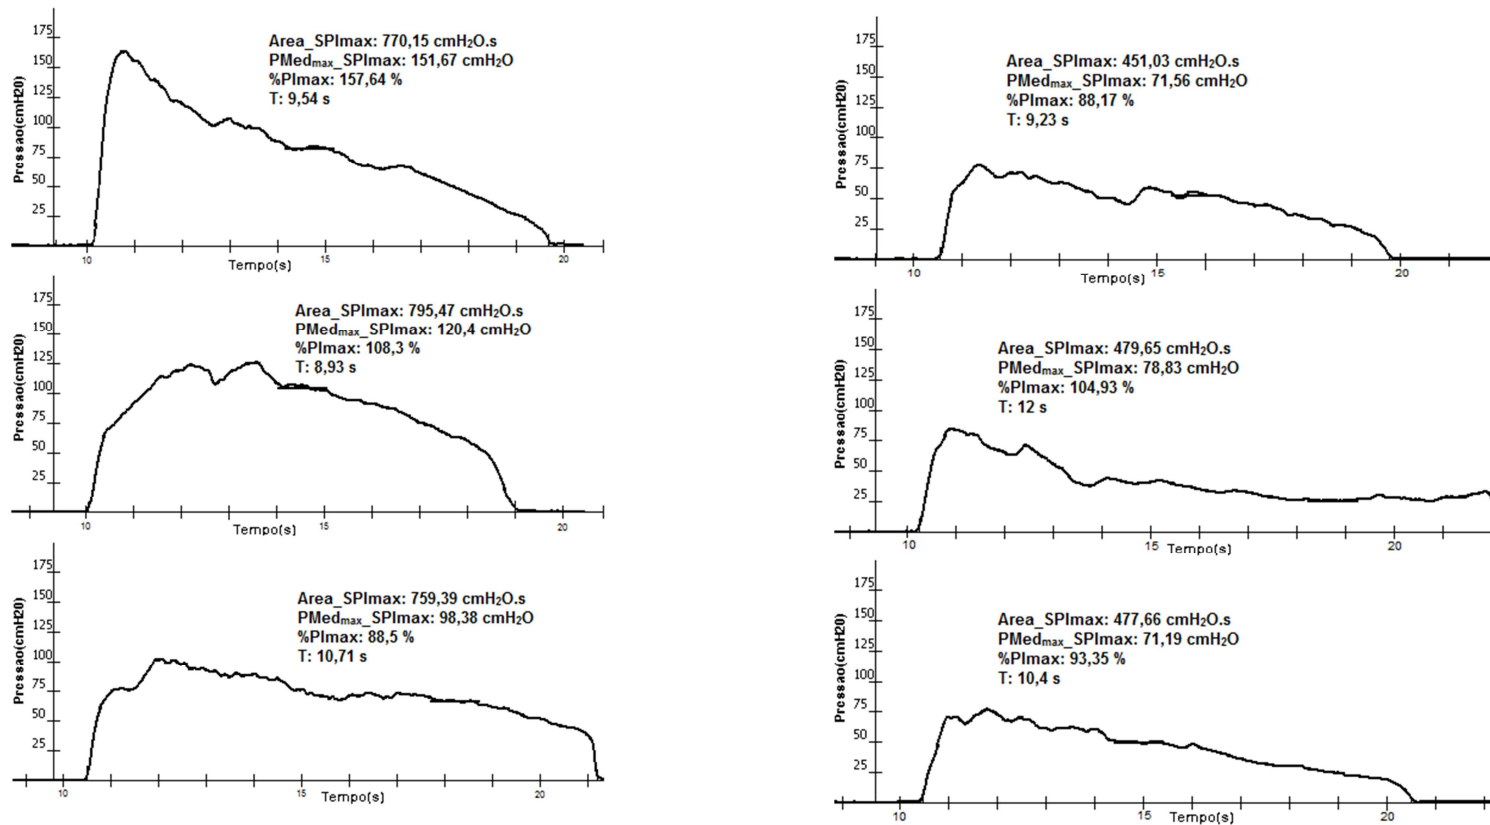 175
150
125
100
75
50
25
Pressao(cmH20)
Area_SPImax: 770,15 cmH₂O.s
PMedmax_SPImax: 151,67 cmH₂O
%PImax: 157,64 %
T: 9,54 s
10 15 20
Tempo(s)
175
150
125
100
75
50
25
Pressao(cmH20)
Area_SPImax: 795,47 cmH₂O.s
PMedmax_SPImax: 120,4 cmH₂O
%PImax: 108,3 %
T: 8,93 s
10 15 20
Tempo(s)
175
150
125
100
75
50
25
Pressao(cmH20)
Area_SPImax: 759,39 cmH₂O.s
PMedmax_SPImax: 98,38 cmH₂O
%PImax: 88,5 %
T: 10,71 s
10 15 20
Tempo(s)
175
150
125
100
75
50
25
Pressao(cmH20)
Area_SPImax: 451,03 cmH₂O.s
PMedmax_SPImax: 71,56 cmH₂O
%PImax: 88,17 %
T: 9,23 s
10 15 20
Tempo(s)
175
150
125
100
75
50
25
Pressao(cmH20)
Area_SPImax: 479,65 cmH₂O.s
PMedmax_SPImax: 78,83 cmH₂O
%PImax: 104,93 %
T: 12 s
10 15 20
Tempo(s)
175
150
125
100
75
50
25
Pressao(cmH20)
Area_SPImax: 477,66 cmH₂O.s
PMedmax_SPImax: 71,19 cmH₂O
%PImax: 93,35 %
T: 10,4 s
10 15 20
Tempo(s)